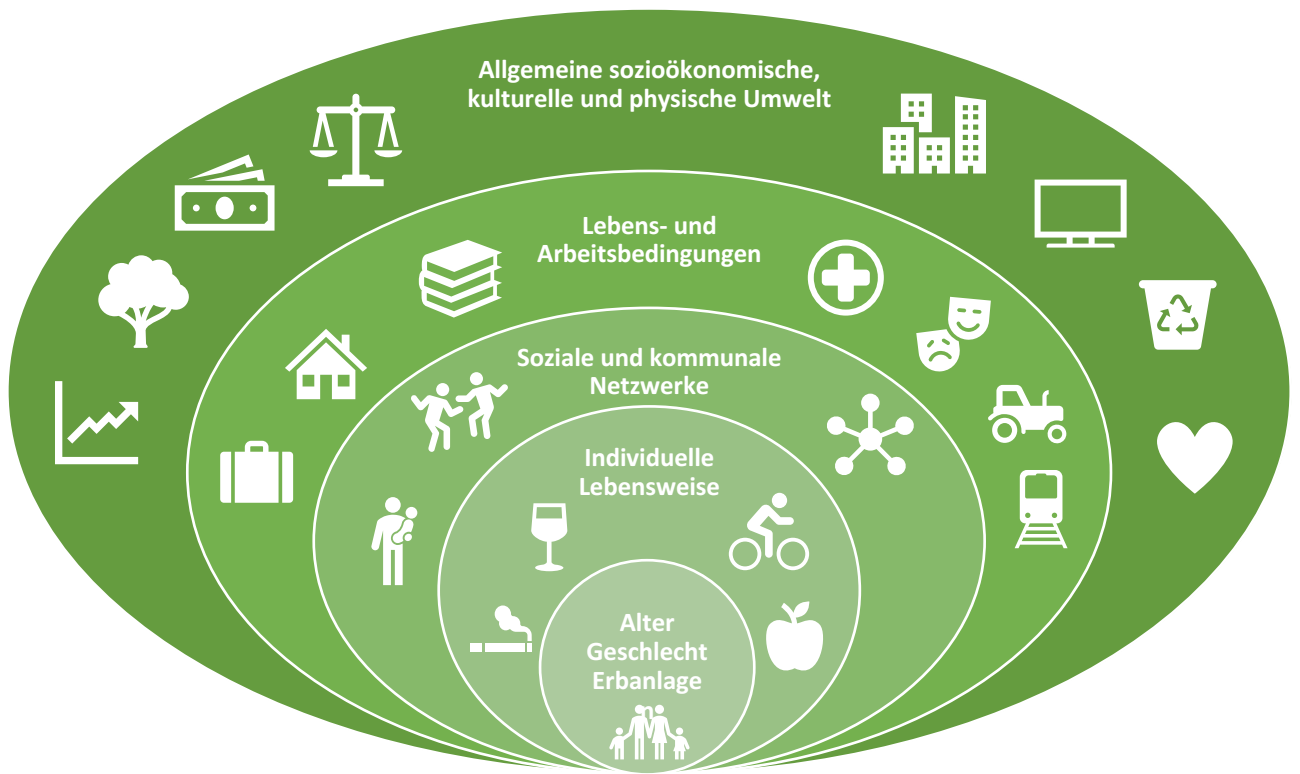 Allgemeine sozioökonomische,
kulturelle und physische Umwelt
Lebens- und
Arbeitsbedingungen
Soziale und kommunale
Netzwerke
Individuelle
Lebensweise
Alter
Geschlecht
Erbanlage